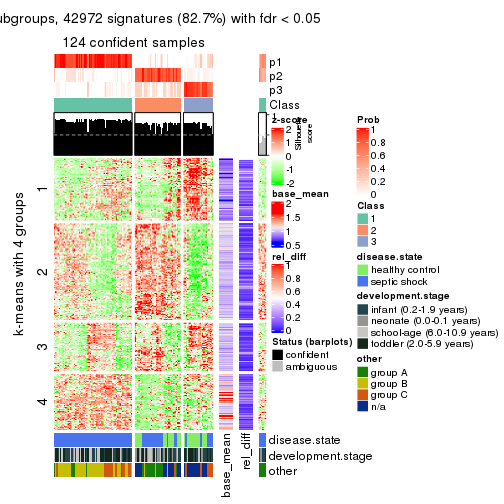 ubgroups, 42972 signatures (82.7%) with fdr < 0.05
124 confident samples
p1
p2
p3
Class
1
Silhouette
score
k-means with 4 groups
1
2
3
4
base_mean
rel_diff
disease.state
development.stage
other
z-score
2
1
0
-1
-2
base_mean
2
1.5
1
0.5
rel_diff
1
0.8
0.6
0.4
0.2
0
Status (barplots)
confident
ambiguous
Prob
1
0.8
0.6
0.4
0.2
0
Class
1
2
3
disease.state
healthy control
septic shock
development.stage
infant (0.2-1.9 years)
neonate (0.0-0.1 years)
school-age (6.0-10.9 years)
toddler (2.0-5.9 years)
other
group A
group B
group C
n/a